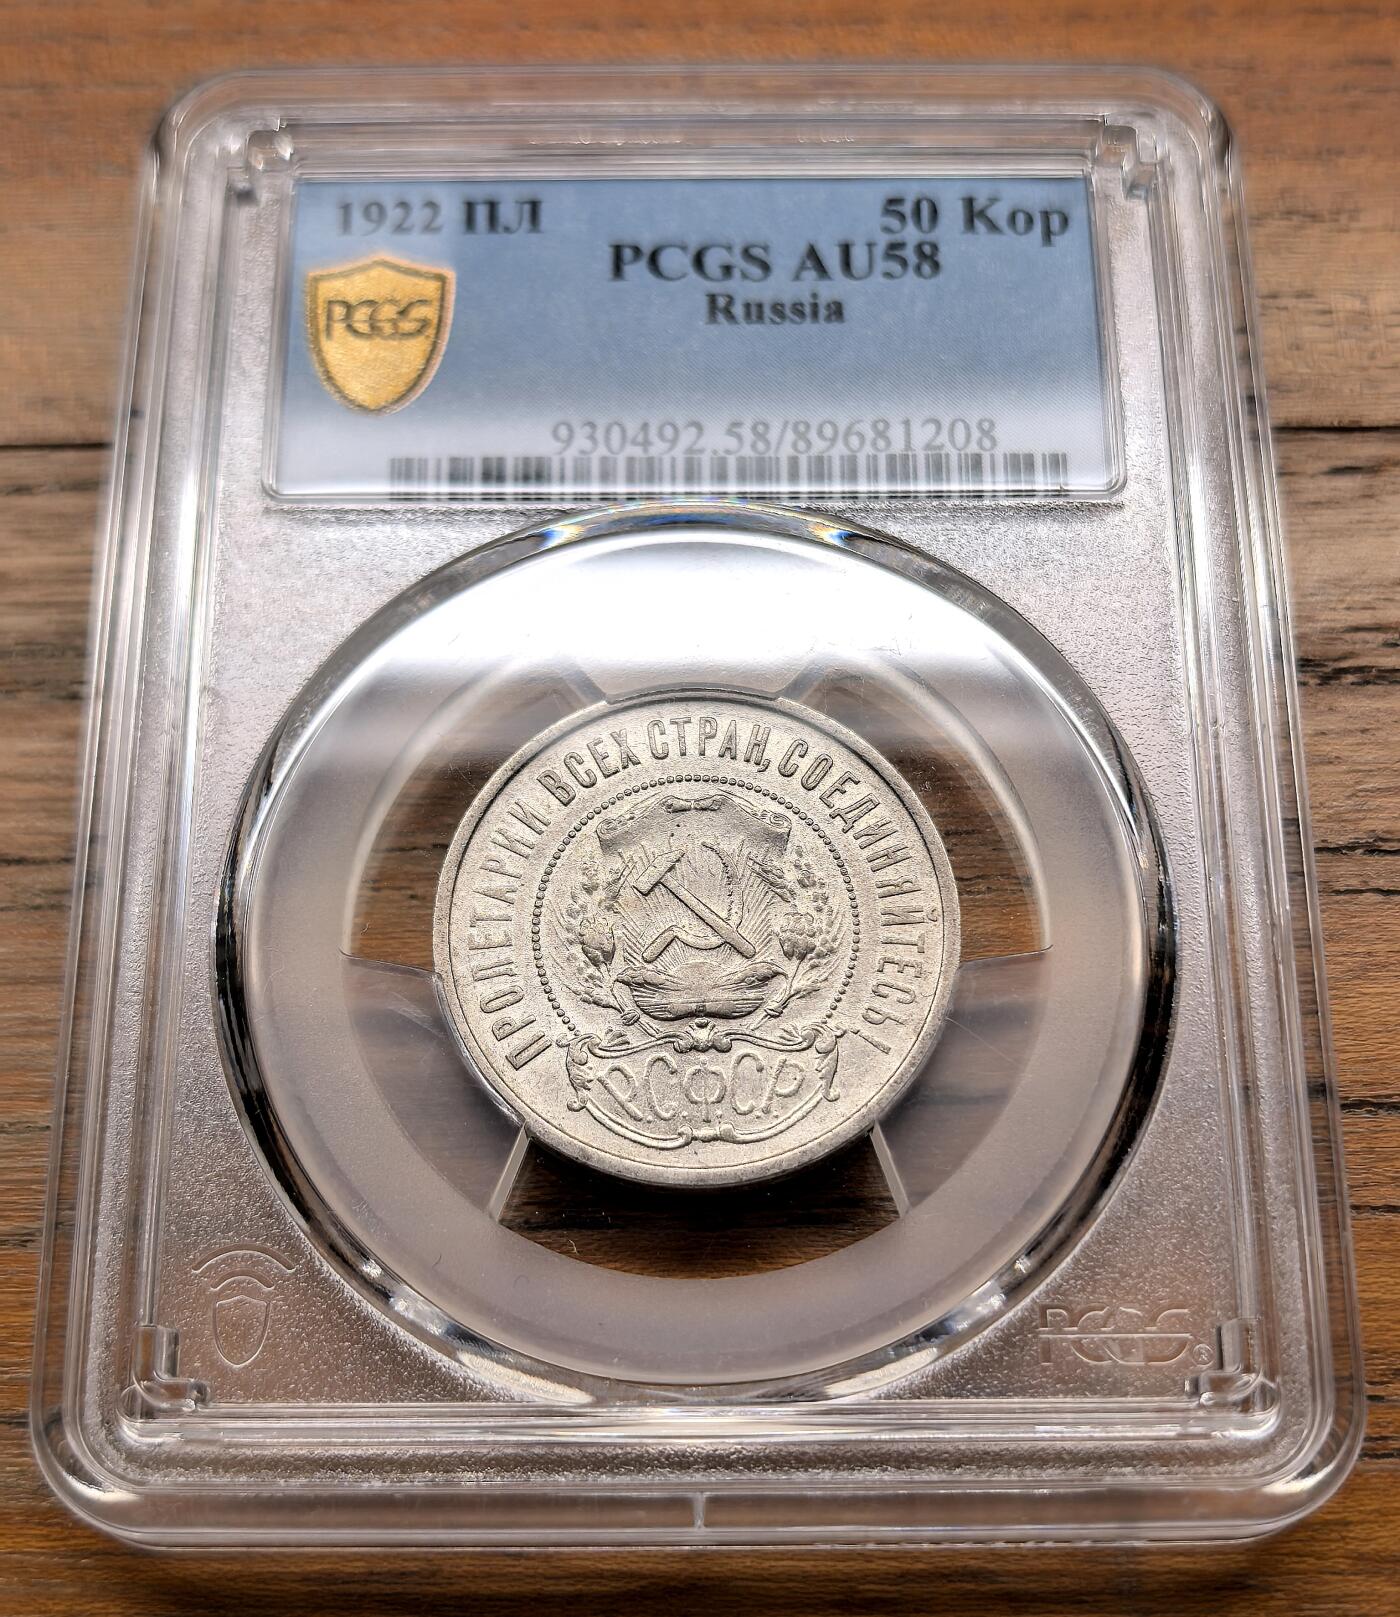 1922 ПЛ 50 Kop
PCGS AU58
Russia
PCGS
930492.58/89681208
ПРОЛЕТАРИИ ВСЕХ СТРАН, СОЕДИНЯЙТЕСЬ!
Р.С.Ф.С.Р.
PCGS®